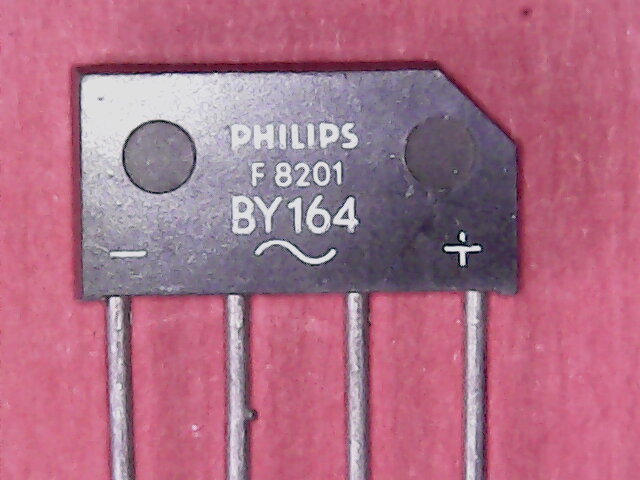 PHILIPS
F 8201
BY164
− ~ +